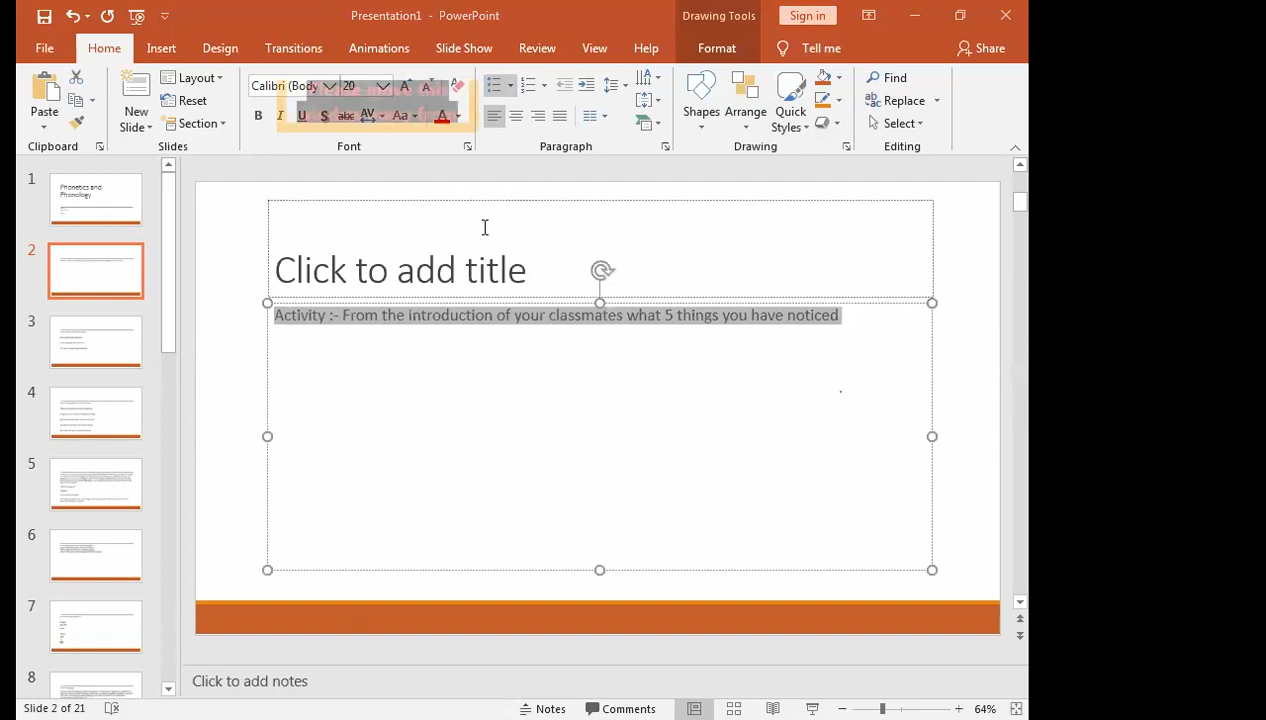 Presentation1 - PowerPoint
Drawing Tools
Sign in
File
Home
Insert
Design
Transitions
Animations
Slide Show
Review
View
Help
Format
Tell me
Share
Paste
New
Slide
Layout
Reset
Section
Calibri (Body
20
B I U S abc AV Aa A
Shapes
Arrange
Quick
Styles
Find
Replace
Select
Clipboard
Slides
Font
Paragraph
Drawing
Editing
1
Phonetics and
Phonology
2
3
4
5
6
7
8
Click to add title
Activity :- From the introduction of your classmates what 5 things you have noticed
Click to add notes
Slide 2 of 21
Notes
Comments
64%